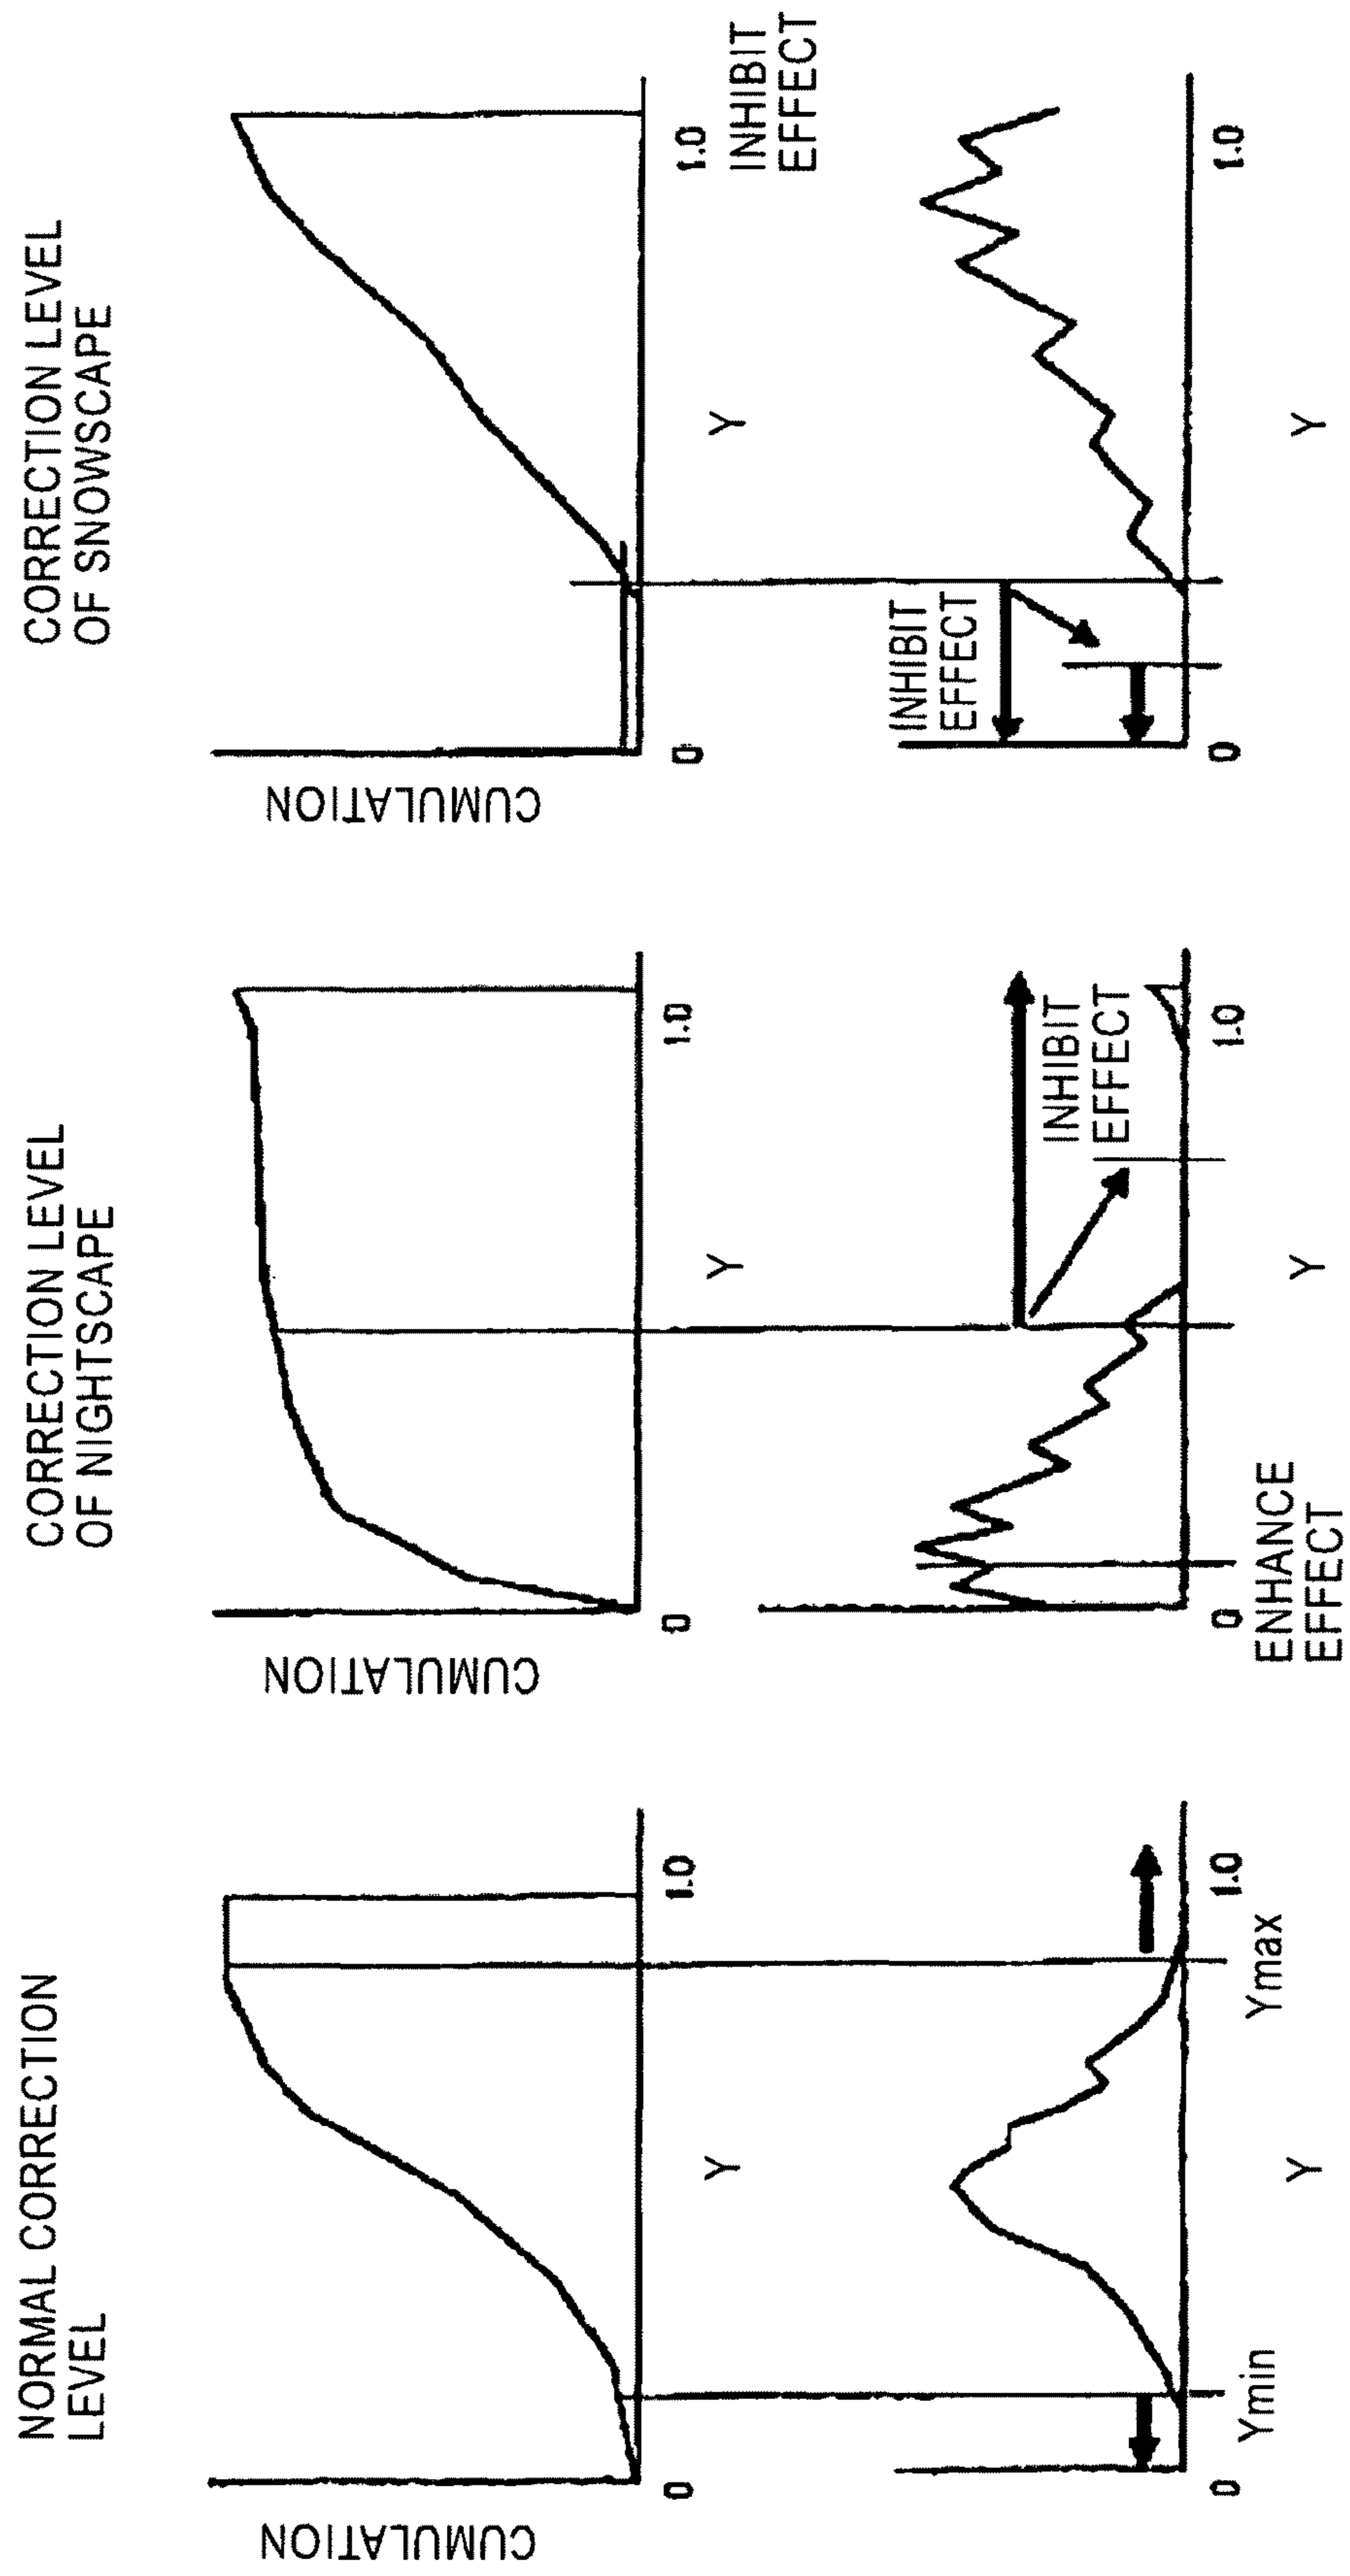 NORMAL CORRECTION
LEVEL
CUMULATION
0
1.0
Y
0
Ymin
Y
Ymax
1.0
CORRECTION LEVEL
OF NIGHTSCAPE
CUMULATION
0
1.0
Y
INHIBIT
EFFECT
0
1.0
Y
ENHANCE
EFFECT
CORRECTION LEVEL
OF SNOWSCAPE
CUMULATION
0
1.0
Y
INHIBIT
EFFECT
INHIBIT
EFFECT
0
1.0
Y